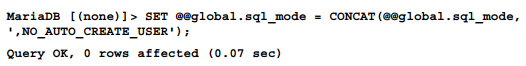 MariaDB [(none)]> SET @@global.sql_mode = CONCAT(@@global.sql_mode,
',NO_AUTO_CREATE_USER');
Query OK, 0 rows affected (0.07 sec)